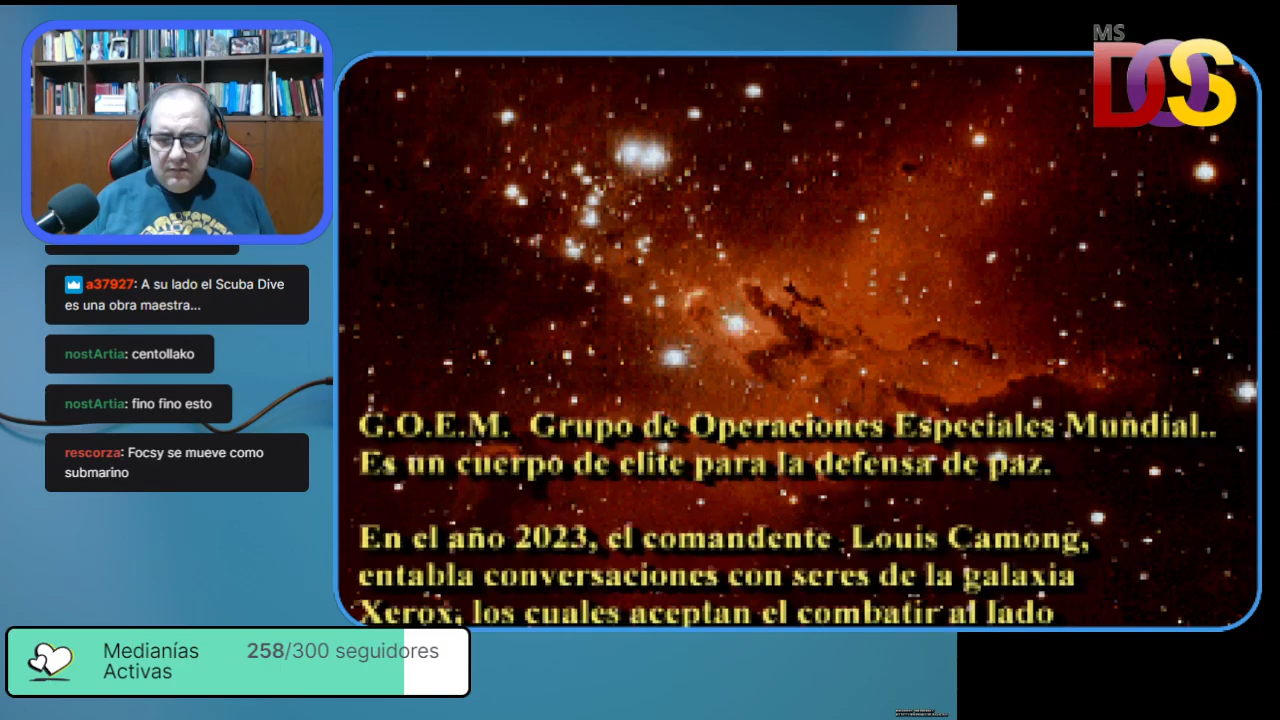 MS
DOS
a37927: A su lado el Scuba Dive
es una obra maestra...
nostArtia: centollako
nostArtia: fino fino esto
rescorza: Focsy se mueve como
submarino
G.O.E.M. Grupo de Operaciones Especiales Mundial..
Es un cuerpo de elite para la defensa de paz.
En el año 2023, el comandente Louis Camong,
entabla conversaciones con seres de la galaxia
Xerox, los cuales aceptan el combatir al lado
Medianías
Activas
258/300 seguidores